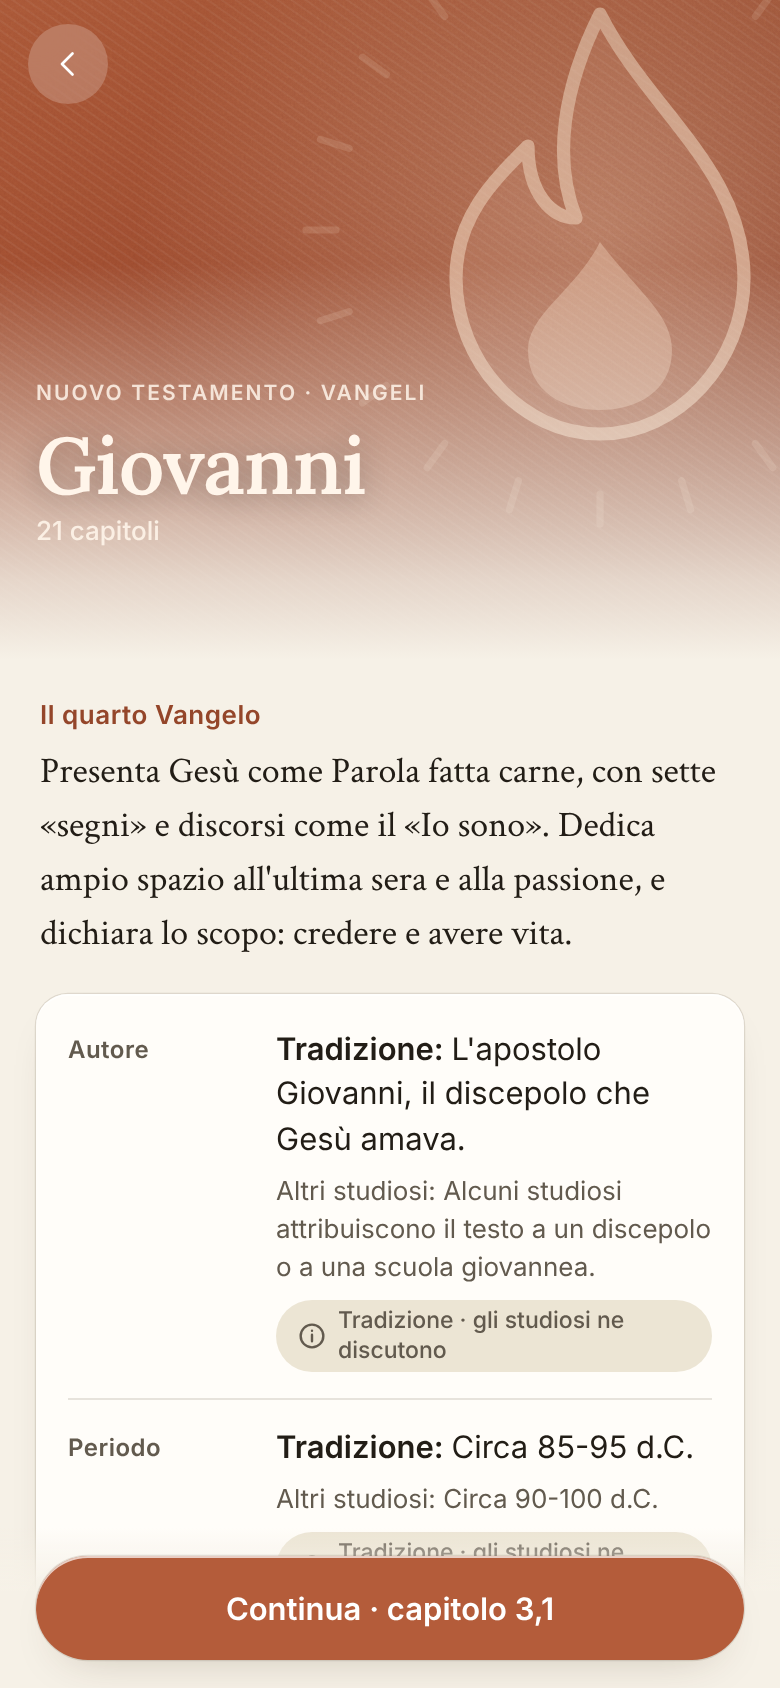 NUOVO TESTAMENTO · VANGELI
Giovanni
21 capitoli
Il quarto Vangelo
Presenta Gesù come Parola fatta carne, con sette
«segni» e discorsi come il «Io sono». Dedica
ampio spazio all'ultima sera e alla passione, e
dichiara lo scopo: credere e avere vita.
Autore
Tradizione: L'apostolo
Giovanni, il discepolo che
Gesù amava.
Altri studiosi: Alcuni studiosi
attribuiscono il testo a un discepolo
o a una scuola giovannea.
Tradizione · gli studiosi ne
discutono
Periodo
Tradizione: Circa 85-95 d.C.
Altri studiosi: Circa 90-100 d.C.
Tradizione · gli studiosi ne
Continua · capitolo 3,1